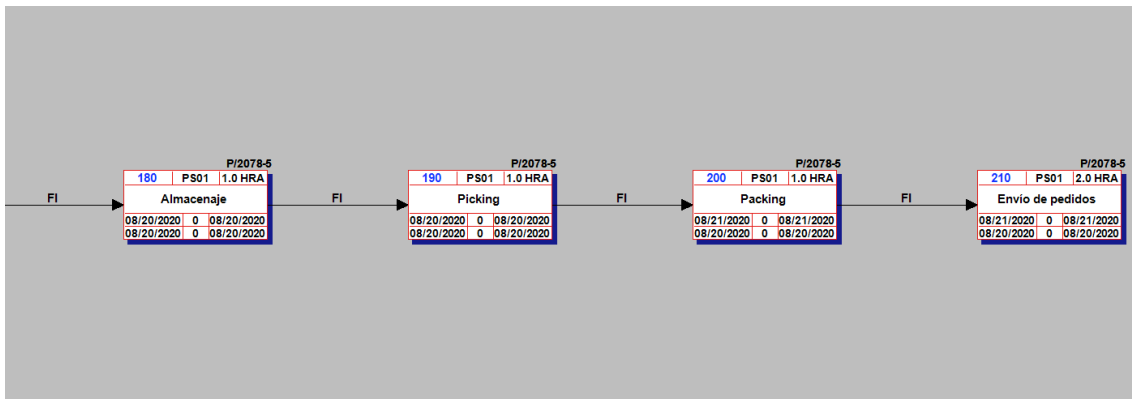 P/2078-5 P/2078-5 P/2078-5 P/2078-5
FI 180 PS01 1.0 HRA FI 190 PS01 1.0 HRA FI 200 PS01 1.0 HRA FI 210 PS01 2.0 HRA
Almacenaje Picking Packing Envío de pedidos
08/20/2020 0 08/20/2020 08/20/2020 0 08/20/2020 08/21/2020 0 08/21/2020 08/21/2020 0 08/21/2020
08/20/2020 0 08/20/2020 08/20/2020 0 08/20/2020 08/20/2020 0 08/20/2020 08/20/2020 0 08/20/2020